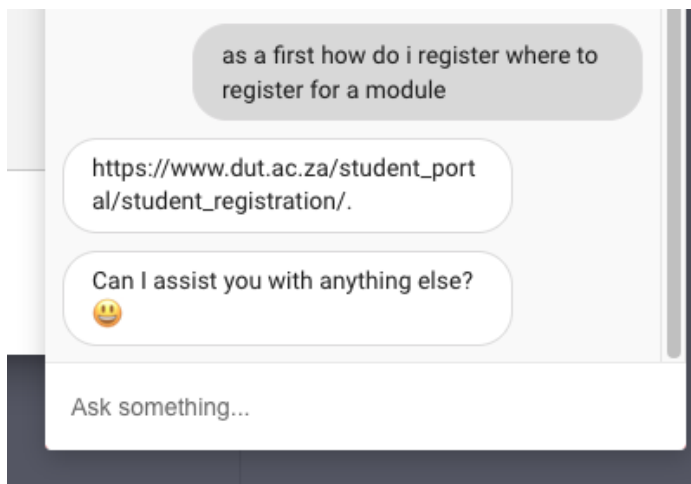 as a first how do i register where to
register for a module
https://www.dut.ac.za/student_port
al/student_registration/.
Can I assist you with anything else?
😃
Ask something...